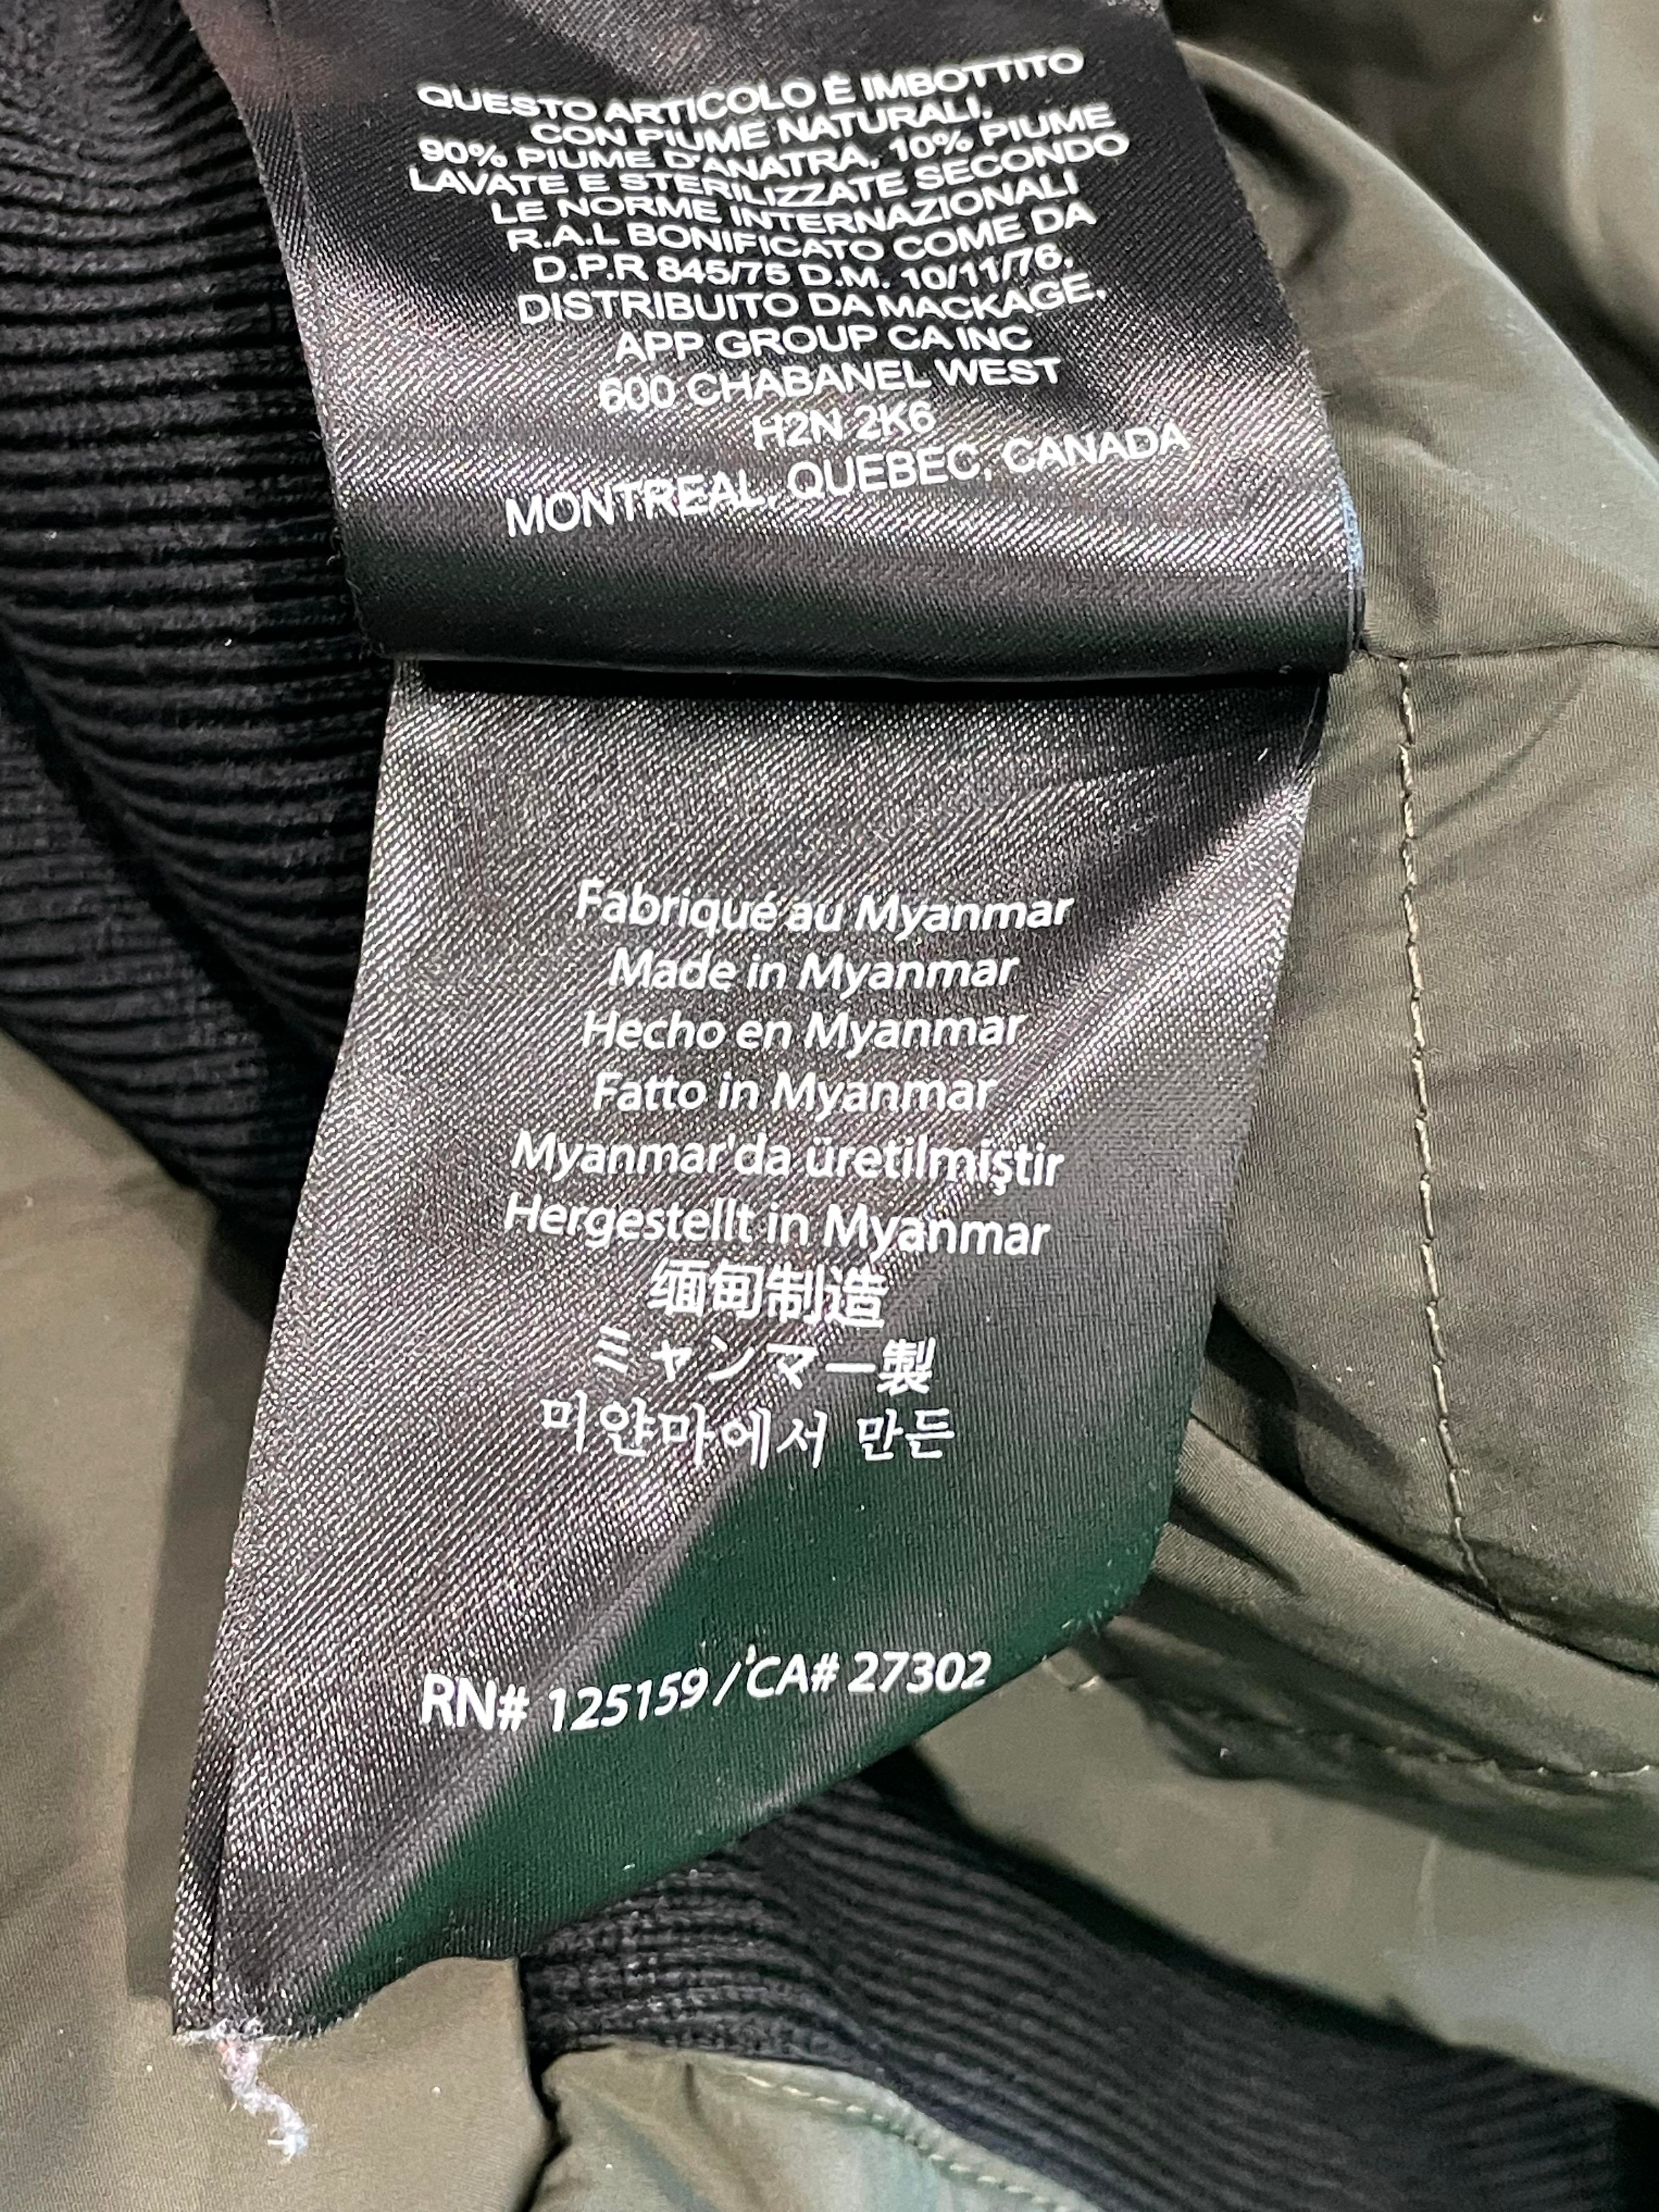 QUESTO ARTICOLO È IMBOTTITO
CON PIUME NATURALI,
90% PIUME D'ANATRA, 10% PIUME
LAVATE E STERILIZZATE SECONDO
LE NORME INTERNAZIONALI
R.A.L BONIFICATO COME DA
D.P.R 845/75 D.M. 10/11/76.
DISTRIBUITO DA MACKAGE,
APP GROUP CA INC
600 CHABANEL WEST
H2N 2K6
MONTREAL, QUEBEC, CANADA
Fabriqué au Myanmar
Made in Myanmar
Hecho en Myanmar
Fatto in Myanmar
Myanmar'da üretilmiştir
Hergestellt in Myanmar
缅甸制造
ミャンマー製
미얀마에서 만든
RN# 125159 / CA# 27302